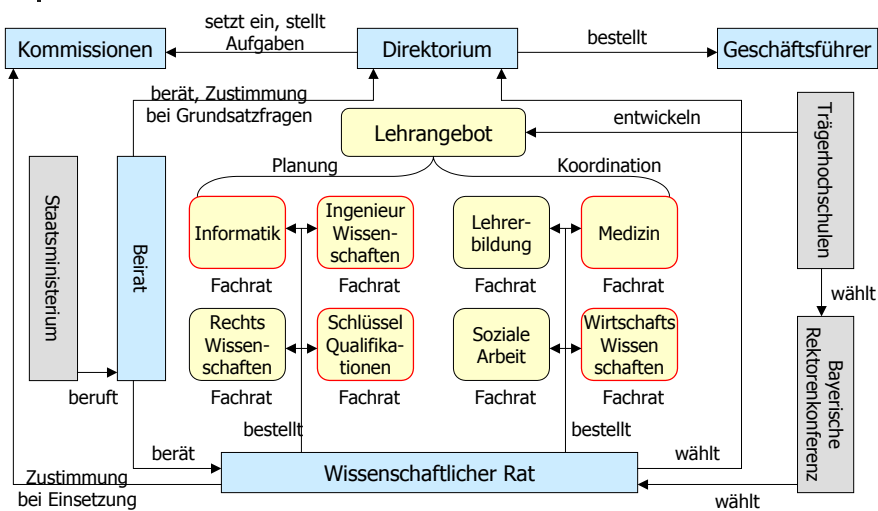 setzt ein, stellt
Aufgaben
Kommissionen
Direktorium
bestellt
Geschäftsführer
berät, Zustimmung
bei Grundsatzfragen
Lehrangebot
entwickeln
Trägerhochschulen
Planung
Koordination
Staatsministerium
Beirat
Informatik
Ingenieur
Wissen-
schaften
Lehrer-
bildung
Medizin
Fachrat
Fachrat
Fachrat
Fachrat
wählt
Rechts
Wissen-
schaften
Schlüssel
Qualifika-
tionen
Soziale
Arbeit
Wirtschafts
Wissen
schaften
Bayerische
Rektorenkonferenz
beruft
Fachrat
Fachrat
Fachrat
Fachrat
bestellt
bestellt
berät
Wissenschaftlicher Rat
wählt
Zustimmung
bei Einsetzung
wählt